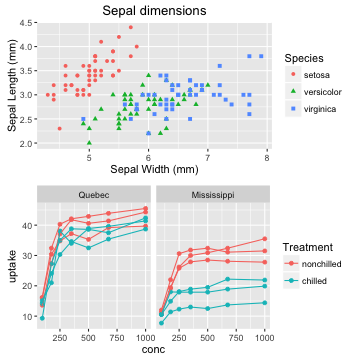 Sepal dimensions
Sepal Length (mm)
4.5
4.0
3.5
3.0
2.5
2.0
5
6
7
8
Sepal Width (mm)
Species
setosa
versicolor
virginica
Quebec
Mississippi
uptake
40
30
20
10
250 500 750 1000
250 500 750 1000
conc
Treatment
nonchilled
chilled